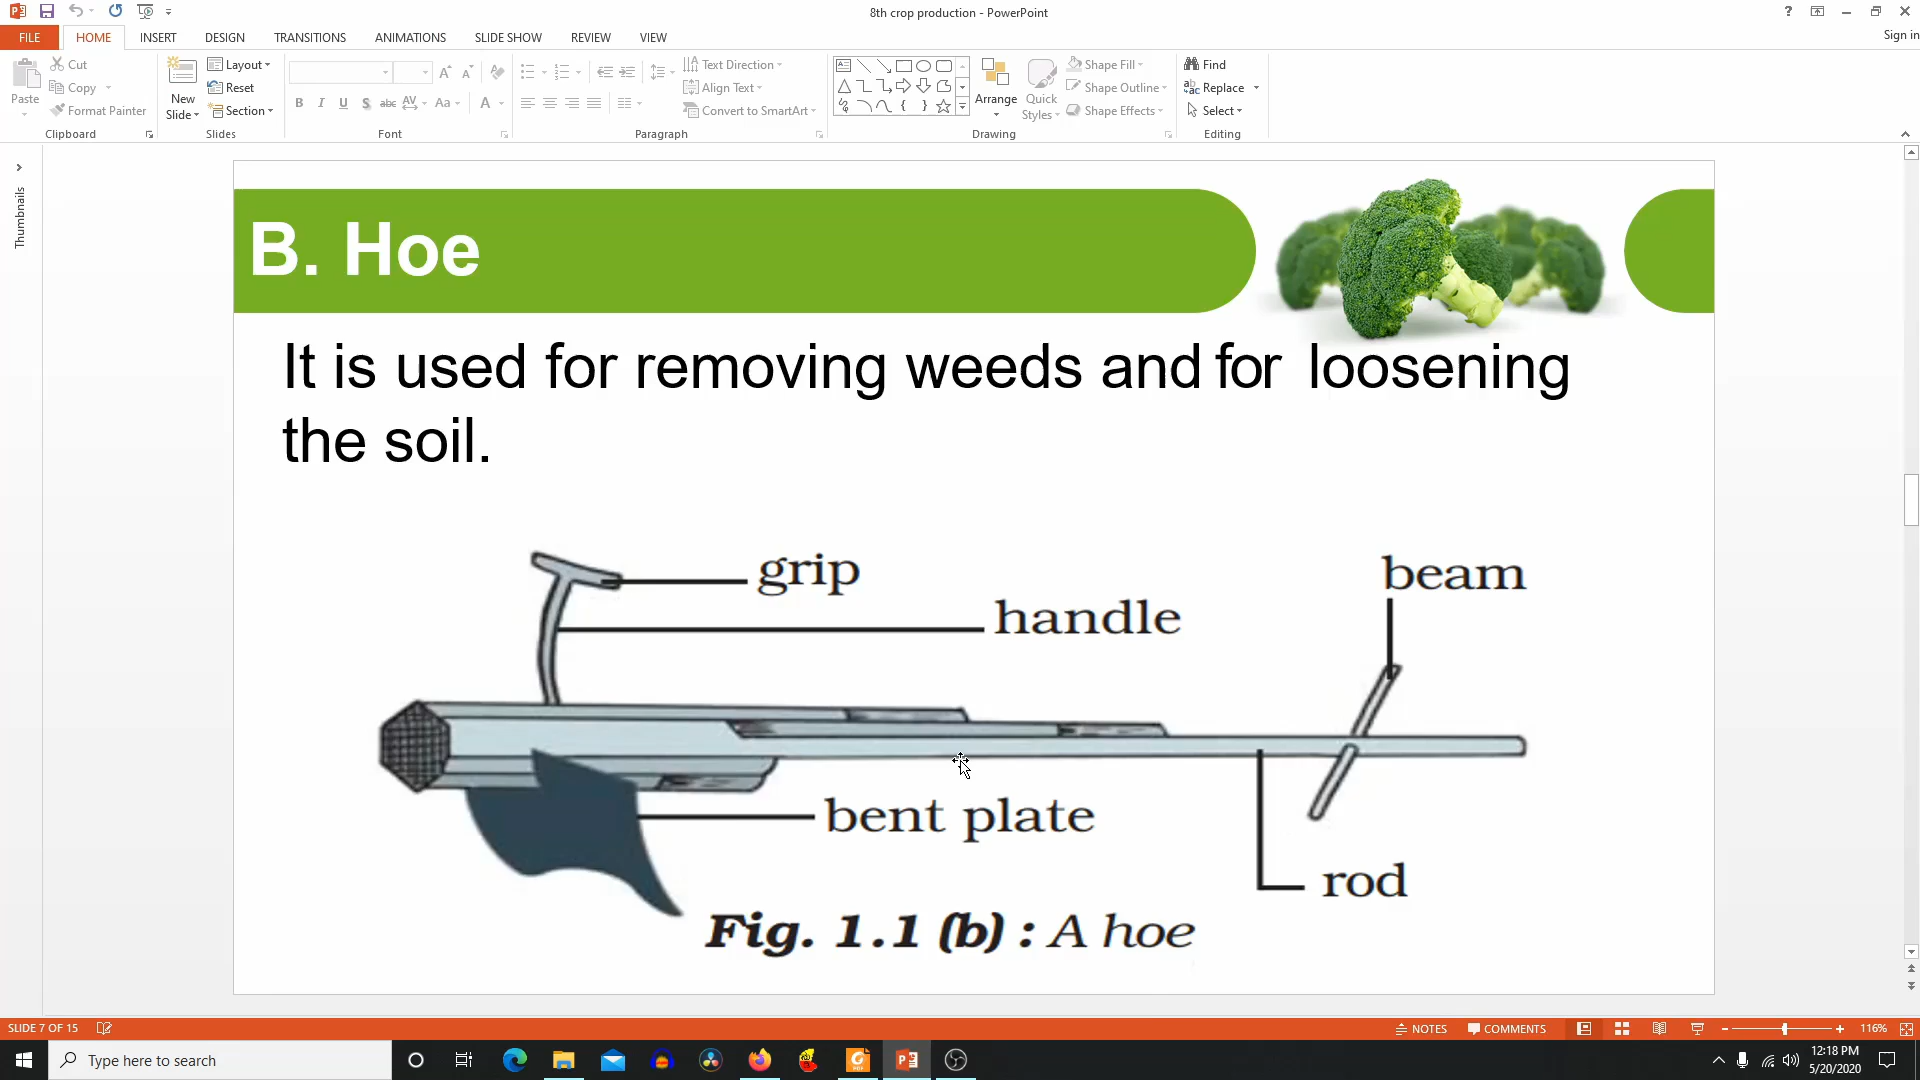 8th crop production - PowerPoint
?
Sign in
FILE HOME INSERT DESIGN TRANSITIONS ANIMATIONS SLIDE SHOW REVIEW VIEW
Paste
Cut
Copy
Format Painter
Clipboard
New Slide
Layout
Reset
Section
Slides
B I U S abc AV Aa A
Font
Text Direction
Align Text
Convert to SmartArt
Paragraph
Arrange
Quick Styles
Shape Fill
Shape Outline
Shape Effects
Drawing
Find
Replace
Select
Editing
Thumbnails
B. Hoe
It is used for removing weeds and for loosening
the soil.
grip
beam
handle
bent plate
rod
Fig. 1.1 (b) : A hoe
SLIDE 7 OF 15
NOTES
COMMENTS
116%
Type here to search
12:18 PM
5/20/2020